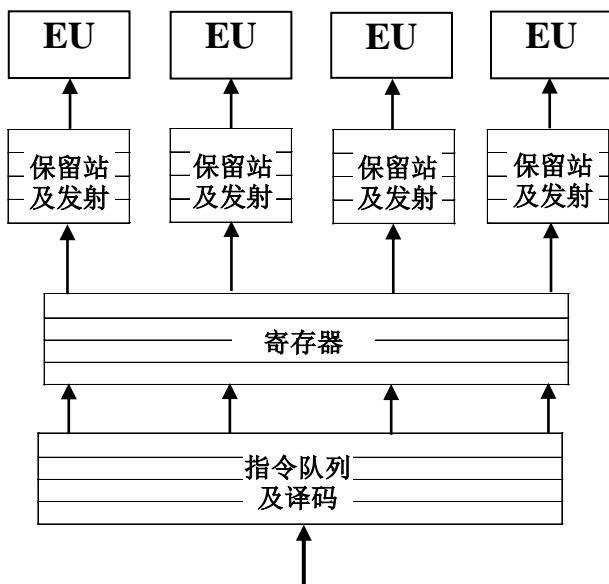 EU EU EU EU
保留站 保留站 保留站 保留站
及发射 及发射 及发射 及发射
寄存器
指令队列
及译码